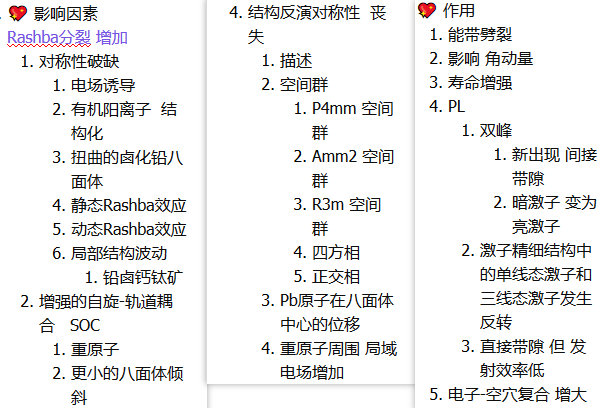 影响因素
Rashba分裂 增加
1. 对称性破缺
1. 电场诱导
2. 有机阳离子 结
构化
3. 扭曲的卤化铅八
面体
4. 静态Rashba效应
5. 动态Rashba效应
6. 局部结构波动
1. 铅卤钙钛矿
2. 增强的自旋-轨道耦
合 SOC
1. 重原子
2. 更小的八面体倾
斜
4. 结构反演对称性 丧
失
1. 描述
2. 空间群
1. P4mm 空间
群
2. Amm2 空间
群
3. R3m 空间
群
4. 四方相
5. 正交相
3. Pb原子在八面体
中心的位移
4. 重原子周围 局域
电场增加
作用
1. 能带劈裂
2. 影响 角动量
3. 寿命增强
4. PL
1. 双峰
1. 新出现 间接
带隙
2. 暗激子 变为
亮激子
2. 激子精细结构中
的单线态激子和
三线态激子发生
反转
3. 直接带隙 但 发
射效率低
5. 电子-空穴复合 增大